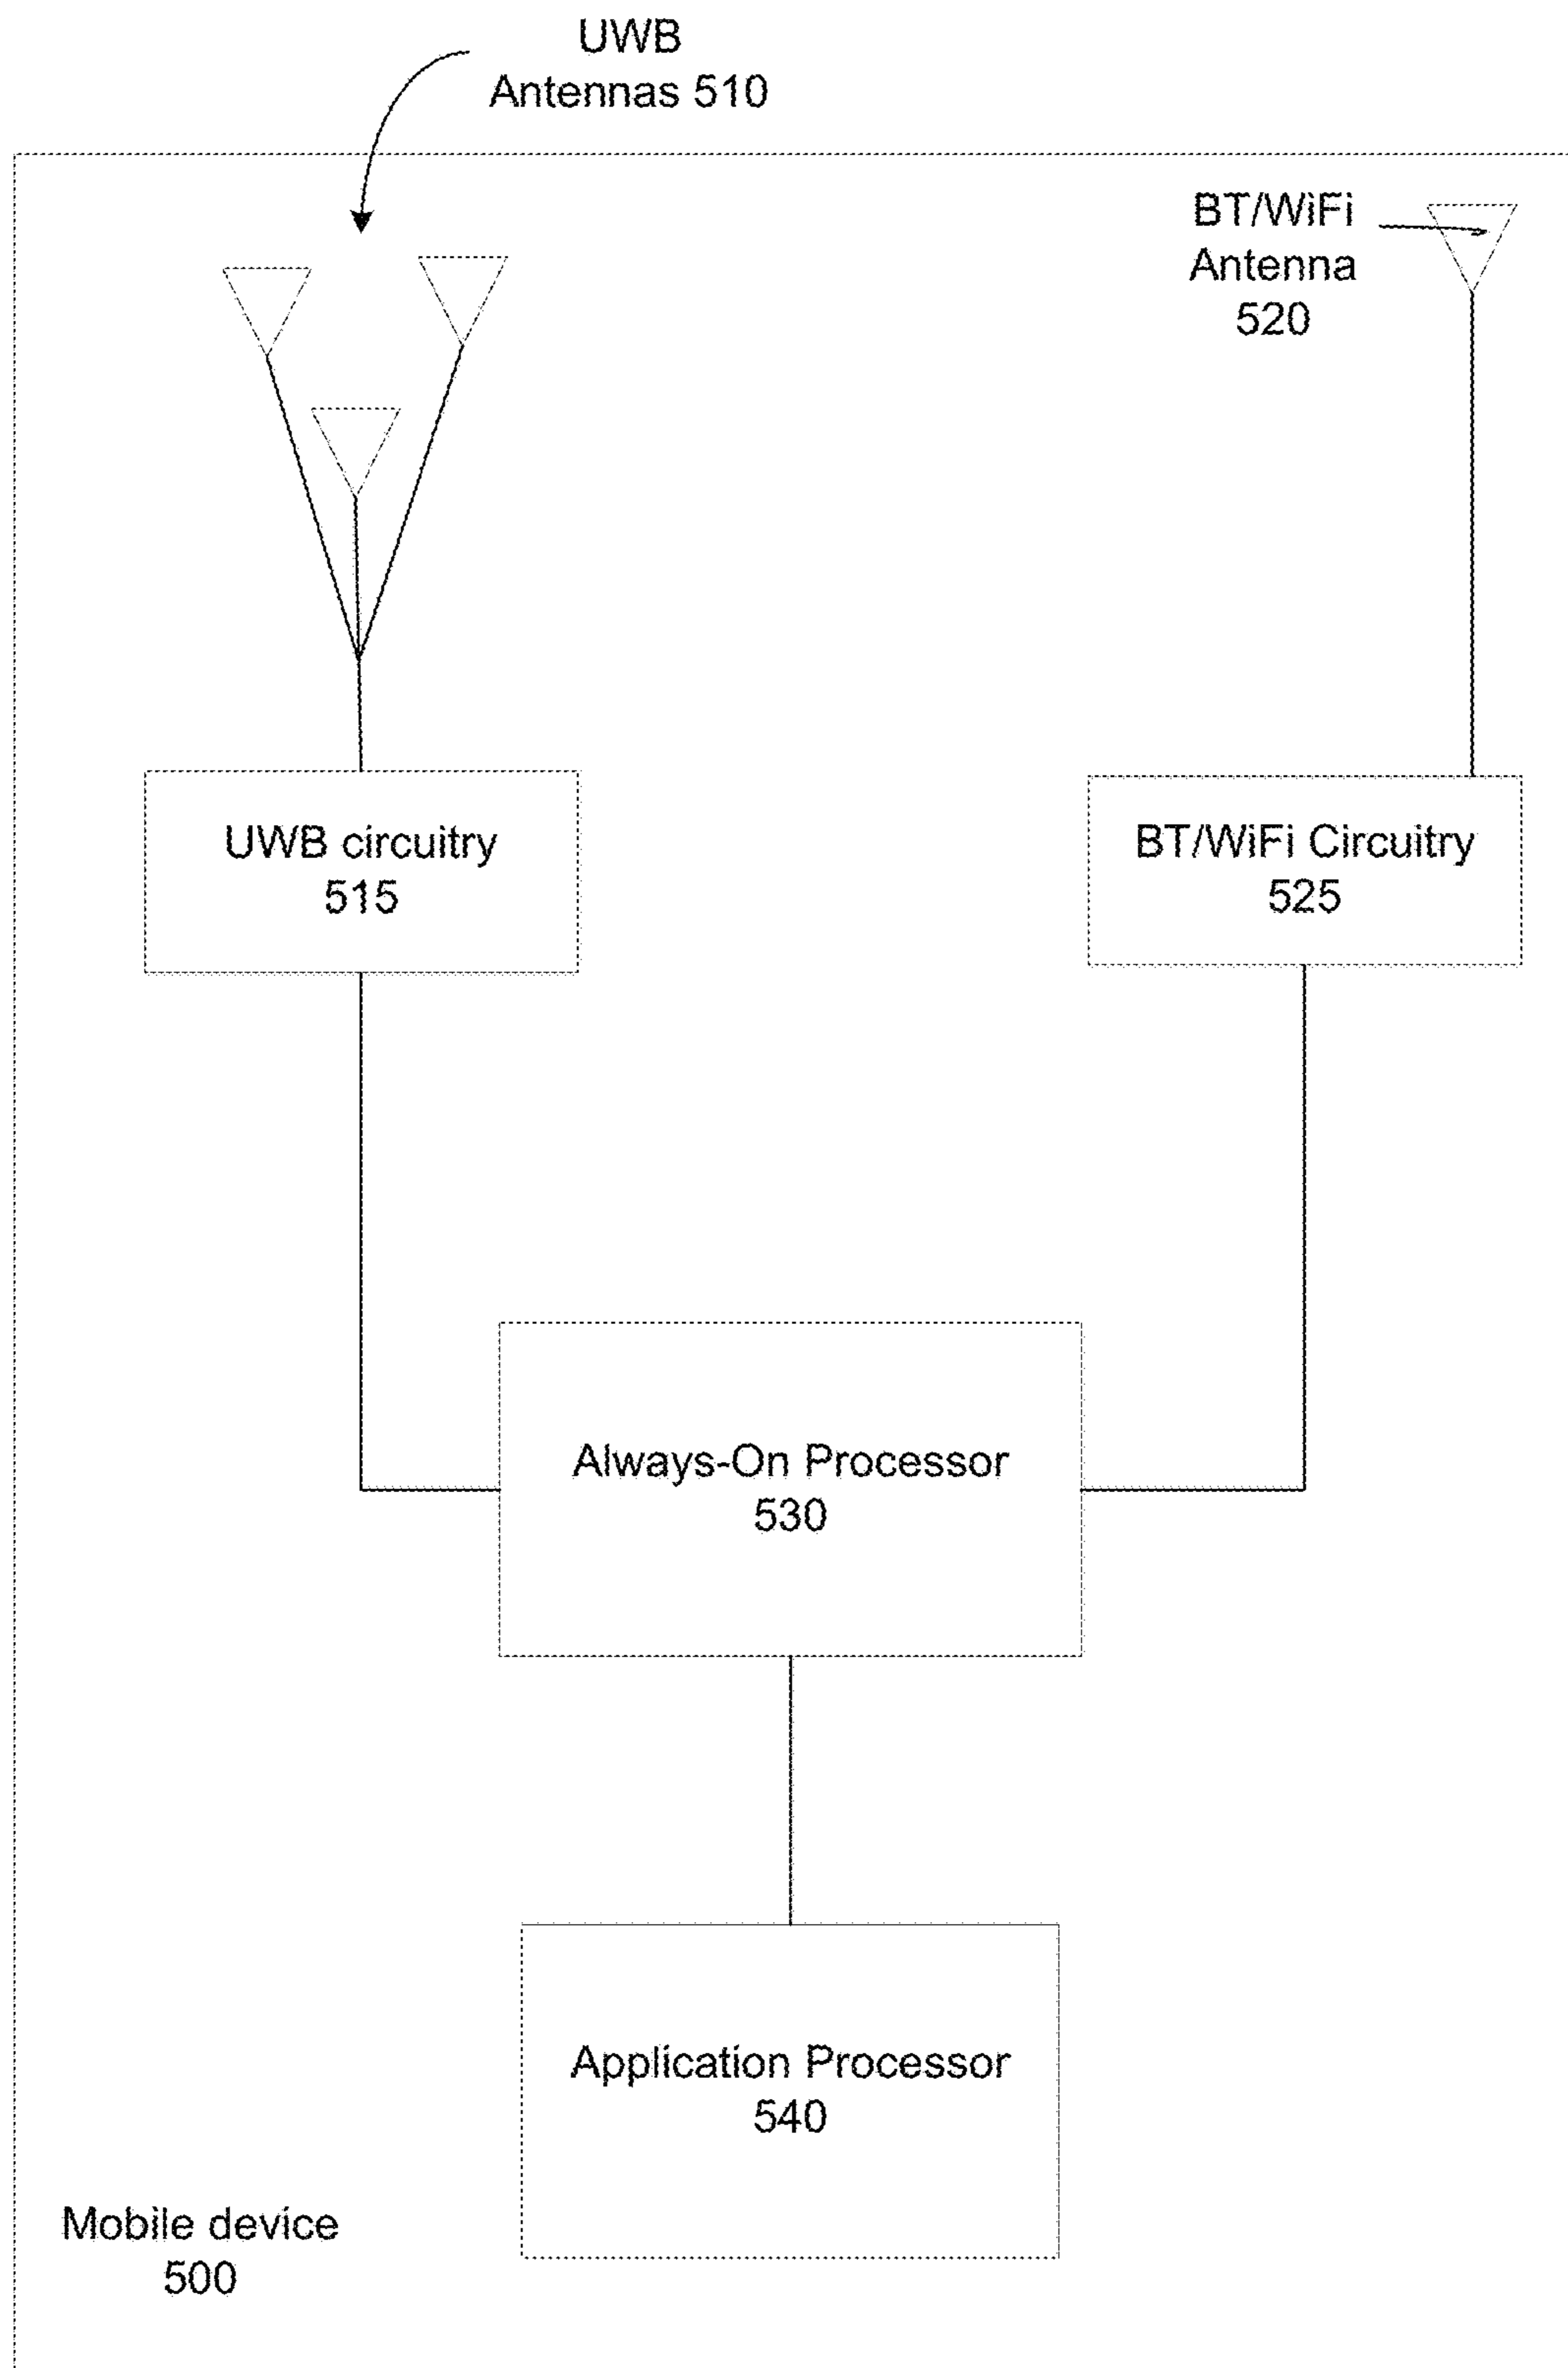 UWB
Antennas 510
BT/WiFi
Antenna
520
UWB circuitry
515
BT/WiFi Circuitry
525
Always-On Processor
530
Application Processor
540
Mobile device
500